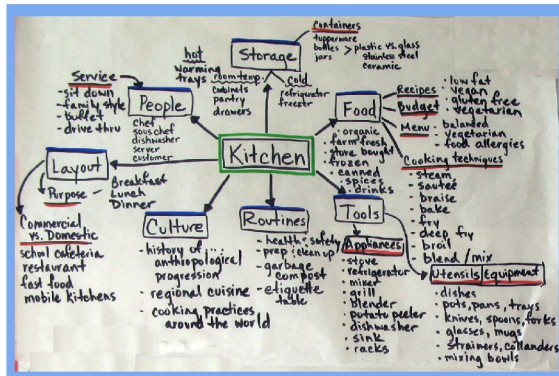 Containers
tupperware
bottles > plastic vs. glass
jars
stainless steel
ceramic
Storage
hot
warming
trays
room temp.
cabinets
pantry
drawers
cold
refrigerator
freezer
Service
- sit down
- family style
- buffet
- drive thru
People
chef
sous chef
dishwasher
server
customer
Food
- organic
- farm fresh
- store bought
- frozen
- canned
- spices
- drinks
Recipes
- low fat
- vegan
- gluten free
- vegetarian
Budget
Menu
- balanced
- vegetarian
- food allergies
Cooking techniques
- steam
- sauteé
- braise
- bake
- fry
- deep fry
- broil
- blend / mix
Kitchen
Layout
Purpose
- Breakfast
Lunch
Dinner
Commercial
vs. Domestic
school cafeteria
restaurant
fast food
mobile kitchens
Culture
- history of ...
anthropological
progression
- regional cuisine
- cooking practices
around the world
Routines
- health & safety
- prep & clean up
- garbage
compost
- etiquette
table
Tools
Appliances
- stove
- refrigerator
- mixer
- grill
- blender
- potato peeler
- dishwasher
- sink
- racks
Utensils | Equipment
- dishes
- pots, pans, trays
- knives, spoons, forks
- glasses, mugs
- strainers, collanders
- mixing bowls